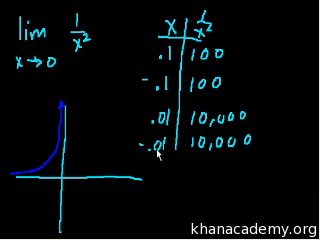 lim 1/x²
x→0
x 1/x²
.1 100
-.1 100
.01 10,000
-.01 10,000
khanacademy.org